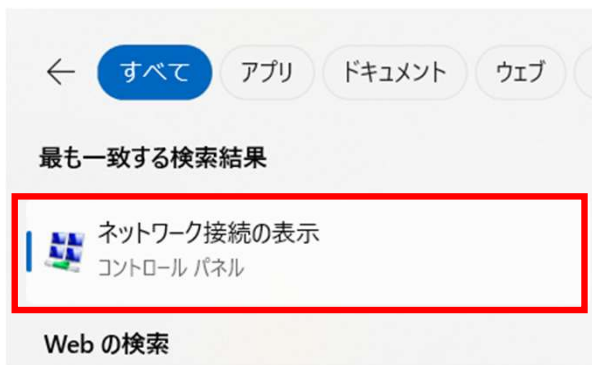 ← すべて アプリ ドキュメント ウェブ
最も一致する検索結果
ネットワーク接続の表示
コントロール パネル
Web の検索